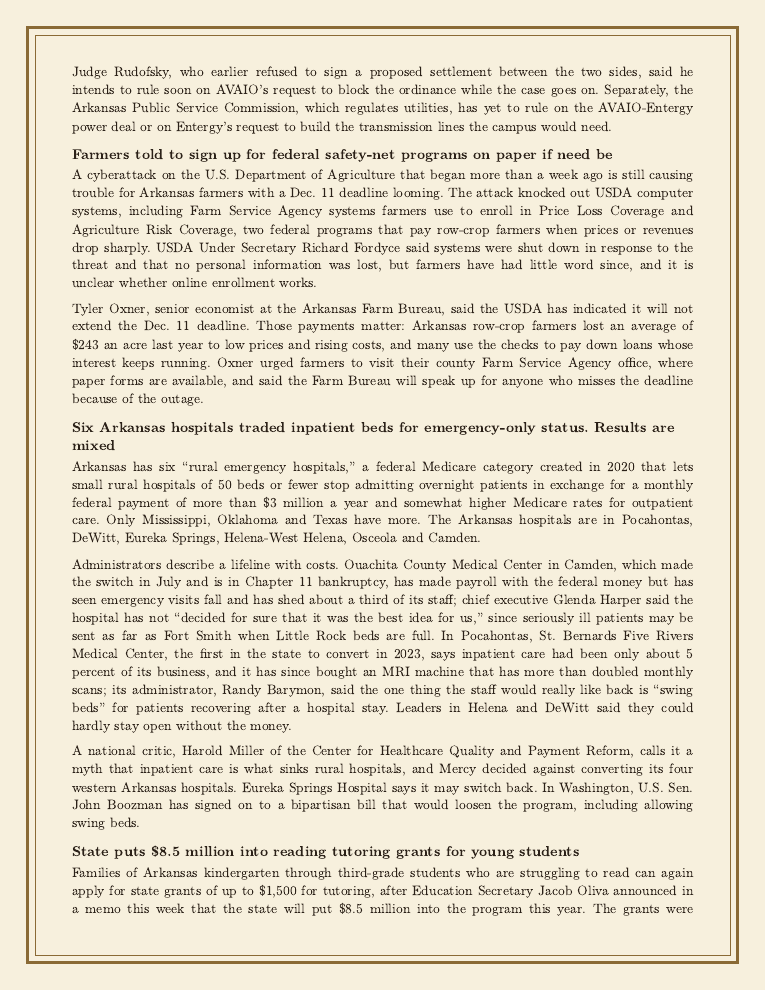 Judge Rudofsky, who earlier refused to sign a proposed settlement between the two sides, said he
intends to rule soon on AVAIO's request to block the ordinance while the case goes on. Separately, the
Arkansas Public Service Commission, which regulates utilities, has yet to rule on the AVAIO-Entergy
power deal or on Entergy's request to build the transmission lines the campus would need.
Farmers told to sign up for federal safety-net programs on paper if need be
A cyberattack on the U.S. Department of Agriculture that began more than a week ago is still causing
trouble for Arkansas farmers with a Dec. 11 deadline looming. The attack knocked out USDA computer
systems, including Farm Service Agency systems farmers use to enroll in Price Loss Coverage and
Agriculture Risk Coverage, two federal programs that pay row-crop farmers when prices or revenues
drop sharply. USDA Under Secretary Richard Fordyce said systems were shut down in response to the
threat and that no personal information was lost, but farmers have had little word since, and it is
unclear whether online enrollment works.
Tyler Oxner, senior economist at the Arkansas Farm Bureau, said the USDA has indicated it will not
extend the Dec. 11 deadline. Those payments matter: Arkansas row-crop farmers lost an average of
$243 an acre last year to low prices and rising costs, and many use the checks to pay down loans whose
interest keeps running. Oxner urged farmers to visit their county Farm Service Agency office, where
paper forms are available, and said the Farm Bureau will speak up for anyone who misses the deadline
because of the outage.
Six Arkansas hospitals traded inpatient beds for emergency-only status. Results are
mixed
Arkansas has six “rural emergency hospitals,” a federal Medicare category created in 2020 that lets
small rural hospitals of 50 beds or fewer stop admitting overnight patients in exchange for a monthly
federal payment of more than $3 million a year and somewhat higher Medicare rates for outpatient
care. Only Mississippi, Oklahoma and Texas have more. The Arkansas hospitals are in Pocahontas,
DeWitt, Eureka Springs, Helena-West Helena, Osceola and Camden.
Administrators describe a lifeline with costs. Ouachita County Medical Center in Camden, which made
the switch in July and is in Chapter 11 bankruptcy, has made payroll with the federal money but has
seen emergency visits fall and has shed about a third of its staff; chief executive Glenda Harper said the
hospital has not “decided for sure that it was the best idea for us,” since seriously ill patients may be
sent as far as Fort Smith when Little Rock beds are full. In Pocahontas, St. Bernards Five Rivers
Medical Center, the first in the state to convert in 2023, says inpatient care had been only about 5
percent of its business, and it has since bought an MRI machine that has more than doubled monthly
scans; its administrator, Randy Barymon, said the one thing the staff would really like back is “swing
beds” for patients recovering after a hospital stay. Leaders in Helena and DeWitt said they could
hardly stay open without the money.
A national critic, Harold Miller of the Center for Healthcare Quality and Payment Reform, calls it a
myth that inpatient care is what sinks rural hospitals, and Mercy decided against converting its four
western Arkansas hospitals. Eureka Springs Hospital says it may switch back. In Washington, U.S. Sen.
John Boozman has signed on to a bipartisan bill that would loosen the program, including allowing
swing beds.
State puts $8.5 million into reading tutoring grants for young students
Families of Arkansas kindergarten through third-grade students who are struggling to read can again
apply for state grants of up to $1,500 for tutoring, after Education Secretary Jacob Oliva announced in
a memo this week that the state will put $8.5 million into the program this year. The grants were